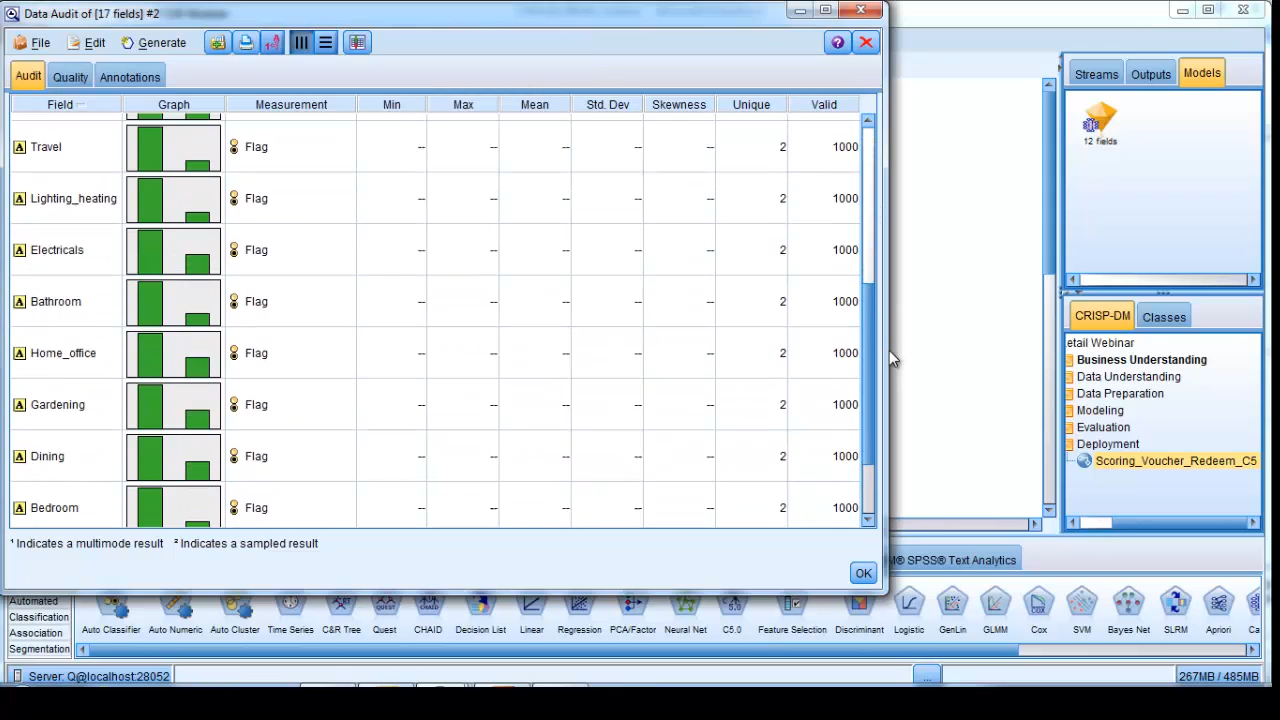 Data Audit of [17 fields] #2
File Edit Generate
Audit Quality Annotations
Field Graph Measurement Min Max Mean Std. Dev Skewness Unique Valid
Travel Flag -- -- -- -- -- 2 1000
Lighting_heating Flag -- -- -- -- -- 2 1000
Electricals Flag -- -- -- -- -- 2 1000
Bathroom Flag -- -- -- -- -- 2 1000
Home_office Flag -- -- -- -- -- 2 1000
Gardening Flag -- -- -- -- -- 2 1000
Dining Flag -- -- -- -- -- 2 1000
Bedroom Flag -- -- -- -- -- 2 1000
¹ Indicates a multimode result ² Indicates a sampled result
OK
Streams Outputs Models
12 fields
CRISP-DM Classes
etail Webinar
Business Understanding
Data Understanding
Data Preparation
Modeling
Evaluation
Deployment
Scoring_Voucher_Redeem_C5
M® SPSS® Text Analytics
Automated
Classification
Association
Segmentation
Auto Classifier Auto Numeric Auto Cluster Time Series C&R Tree Quest CHAID Decision List Linear Regression PCA/Factor Neural Net C5.0 Feature Selection Discriminant Logistic GenLin GLMM Cox SVM Bayes Net SLRM Apriori Ca
Server: Q@localhost:28052 ... 267MB / 485MB